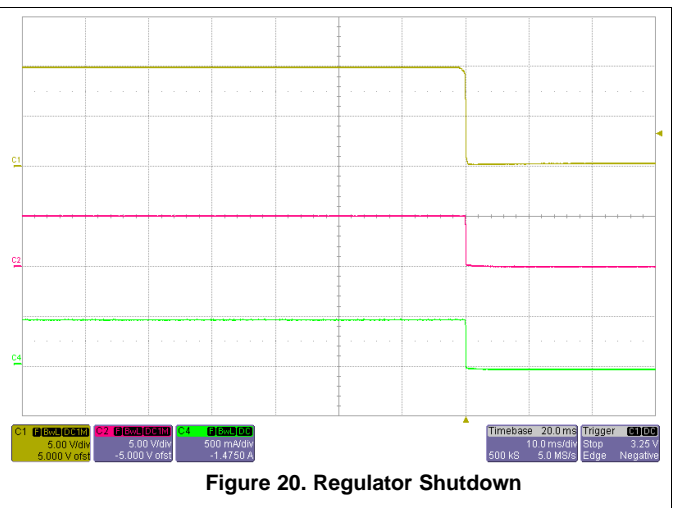 C1
C2
C4
C1 F BwL DC1M
5.00 V/div
5.000 V ofst
C2 F BwL DC1M
5.00 V/div
-5.000 V ofst
C4 F BwL DC
500 mA/div
-1.4750 A
Timebase 20.0 ms
10.0 ms/div
500 kS 5.0 MS/s
Trigger C1 DC
Stop 3.25 V
Edge Negative
Figure 20. Regulator Shutdown